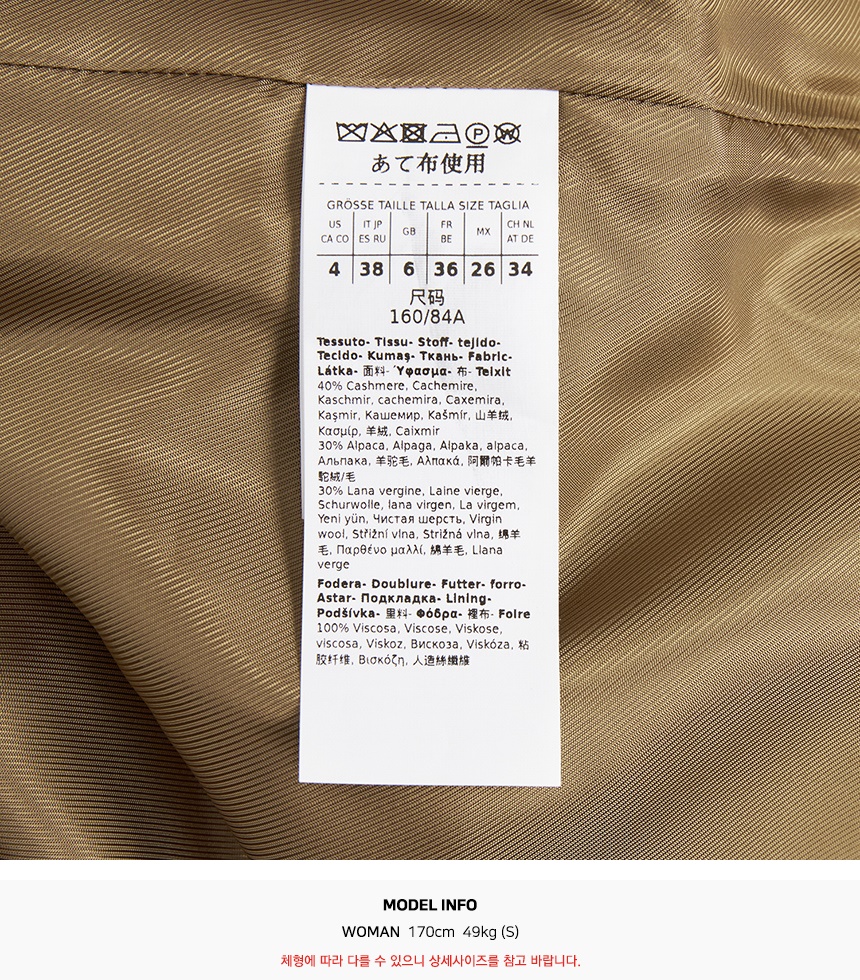 あて布使用
GRÖSSE TAILLE TALLA SIZE TAGLIA
US IT JP GB FR MX CH NL
CA CO ES RU BE AT DE
4 38 6 36 26 34
尺码
160/84A
Tessuto- Tissu- Stoff- tejido-
Tecido- Kumaş- Ткань- Fabric-
Látka- 面料- Ύφασμα- 布- Teixit
40% Cashmere, Cachemire,
Kaschmir, cachemira, Caxemira,
Kaşmir, Кашемир, Kašmír, 山羊绒,
Κασμίρ, 羊絨, Caixmir
30% Alpaca, Alpaga, Alpaka, alpaca,
Альпака, 羊驼毛, Αλπακά, 阿爾帕卡毛羊
駝絨/毛
30% Lana vergine, Laine vierge,
Schurwolle, lana virgen, La virgem,
Yeni yün, Чистая шерсть, Virgin
wool, Střižní vlna, Strižná vlna, 绵羊
毛, Παρθένο μαλλί, 綿羊毛, Llana
verge
Fodera- Doublure- Futter- forro-
Astar- Подкладка- Lining-
Podšívka- 里料- Φόδρα- 裡布- Folre
100% Viscosa, Viscose, Viskose,
viscosa, Viskoz, Вискоза, Viskóza, 粘
胶纤维, Βισκόζη, 人造絲纖維
MODEL INFO
WOMAN 170cm 49kg (S)
체형에 따라 다를 수 있으니 상세사이즈를 참고 바랍니다.